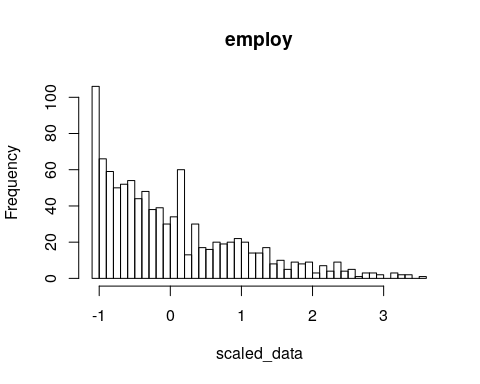 employ
Frequency
0 20 40 60 80 100
-1 0 1 2 3
scaled_data